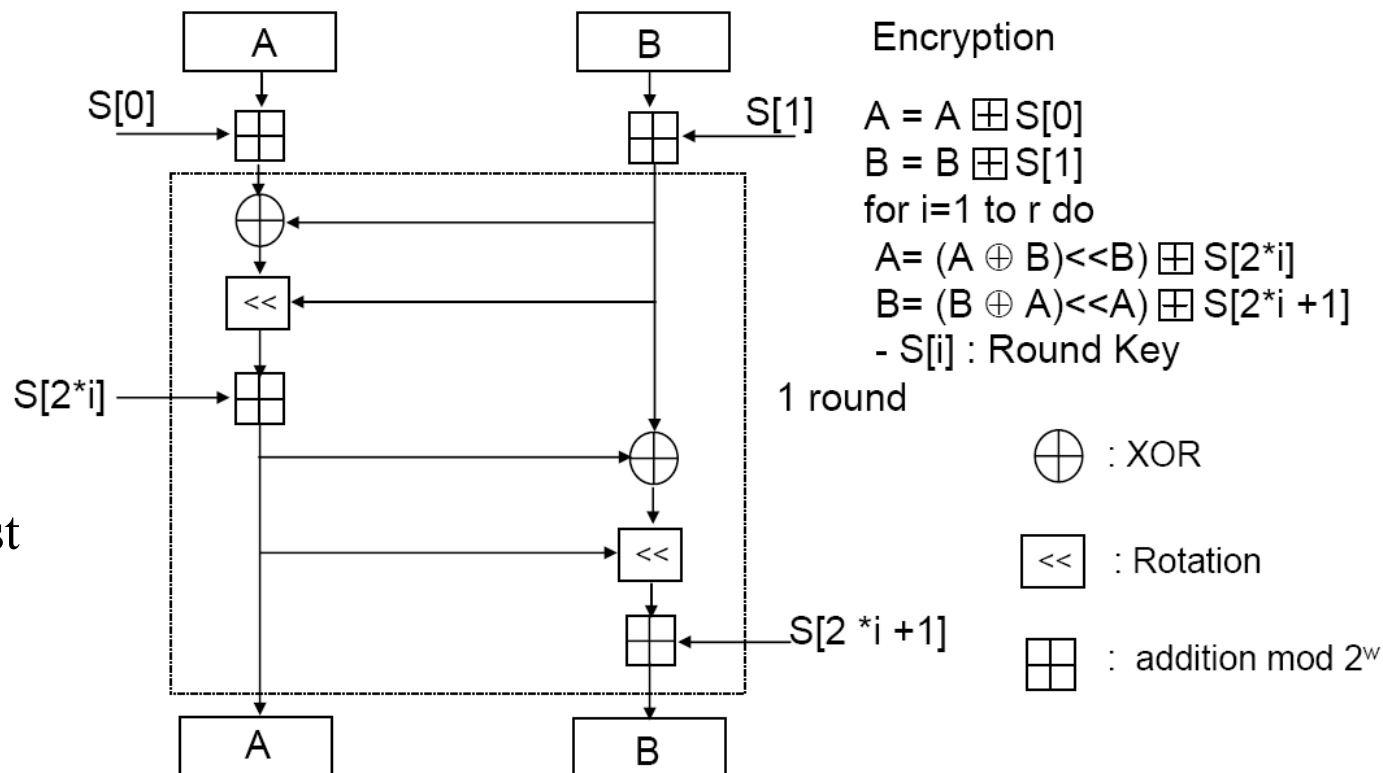 A
B
S[0]
S[1]
<<
S[2*i]
1 round
<<
S[2 *i +1]
A
B
Encryption
A = A ⊞ S[0]
B = B ⊞ S[1]
for i=1 to r do
A= (A ⊕ B)<<B) ⊞ S[2*i]
B= (B ⊕ A)<<A) ⊞ S[2*i +1]
- S[i] : Round Key
⊕ : XOR
<< : Rotation
⊞ : addition mod 2ʷ